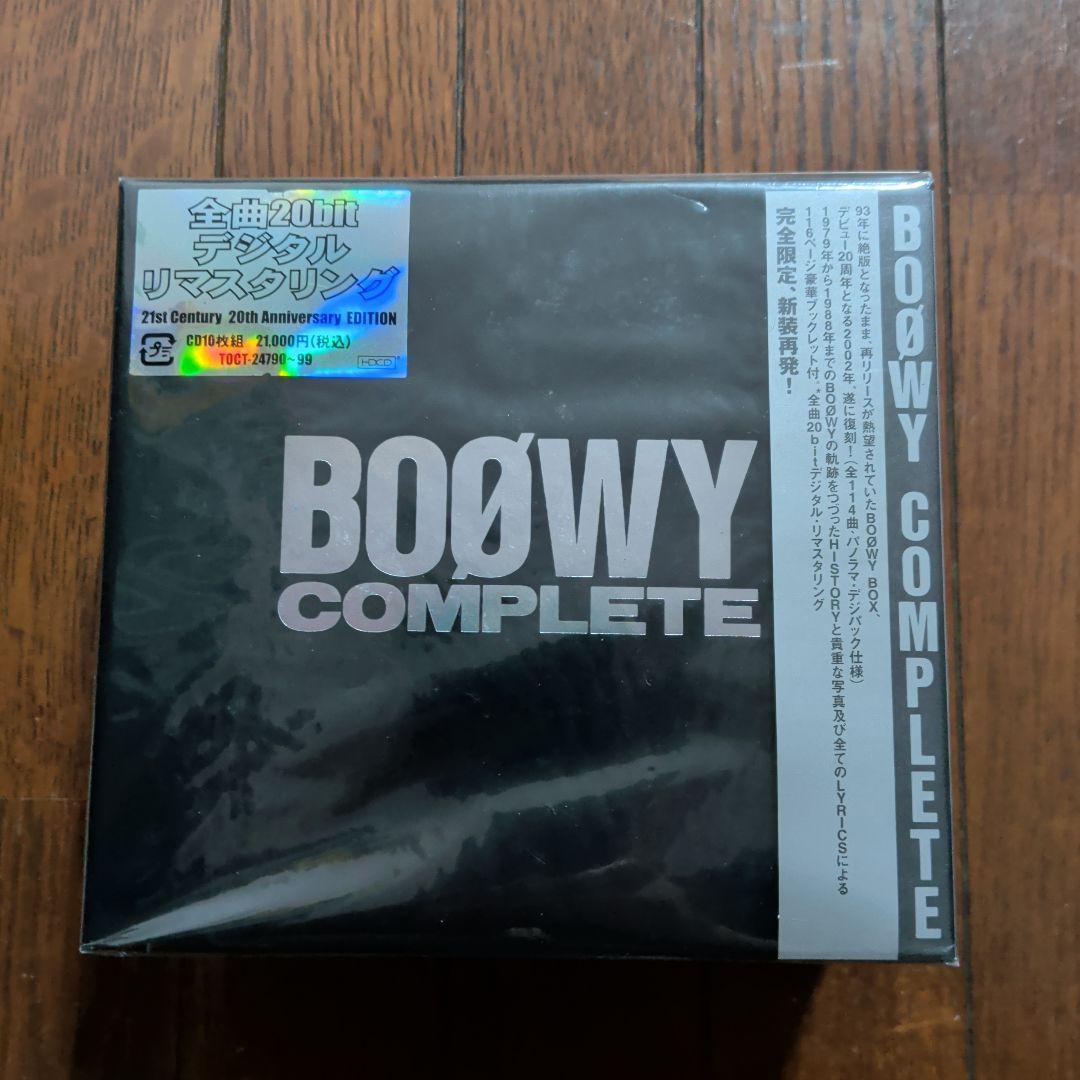 全曲20bit
デジタル
リマスタリング
21st Century 20th Anniversary EDITION
CD10枚組 21,000円(税込)
TOCT-24790~99
HDCD
BOØWY
COMPLETE
BOØWY COMPLETE
93年に絶版となったまま、再リリースが熱望されていたBOØWY BOX、
デビュー20周年となる2002年、遂に復刻!(全114曲、パノラマ・デジパック仕様)
1979年から1988年までのBOØWYの軌跡をつづったHISTORYと貴重な写真及び全てのLYRICSによる
116ページ豪華ブックレット付。*全曲20bitデジタル・リマスタリング
完全限定、新装再発!